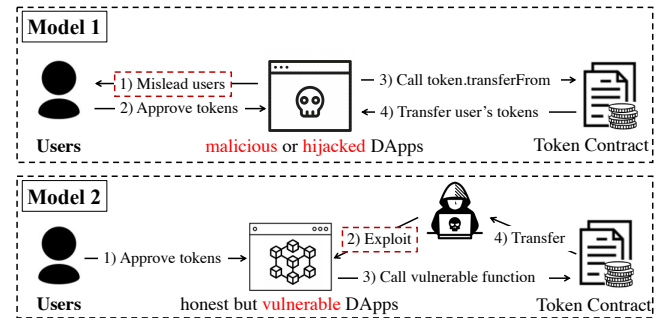 Model 1
1) Mislead users
3) Call token.transferFrom
2) Approve tokens
4) Transfer user's tokens
Users
malicious or hijacked DApps
Token Contract
Model 2
2) Exploit
4) Transfer
1) Approve tokens
3) Call vulnerable function
Users
honest but vulnerable DApps
Token Contract